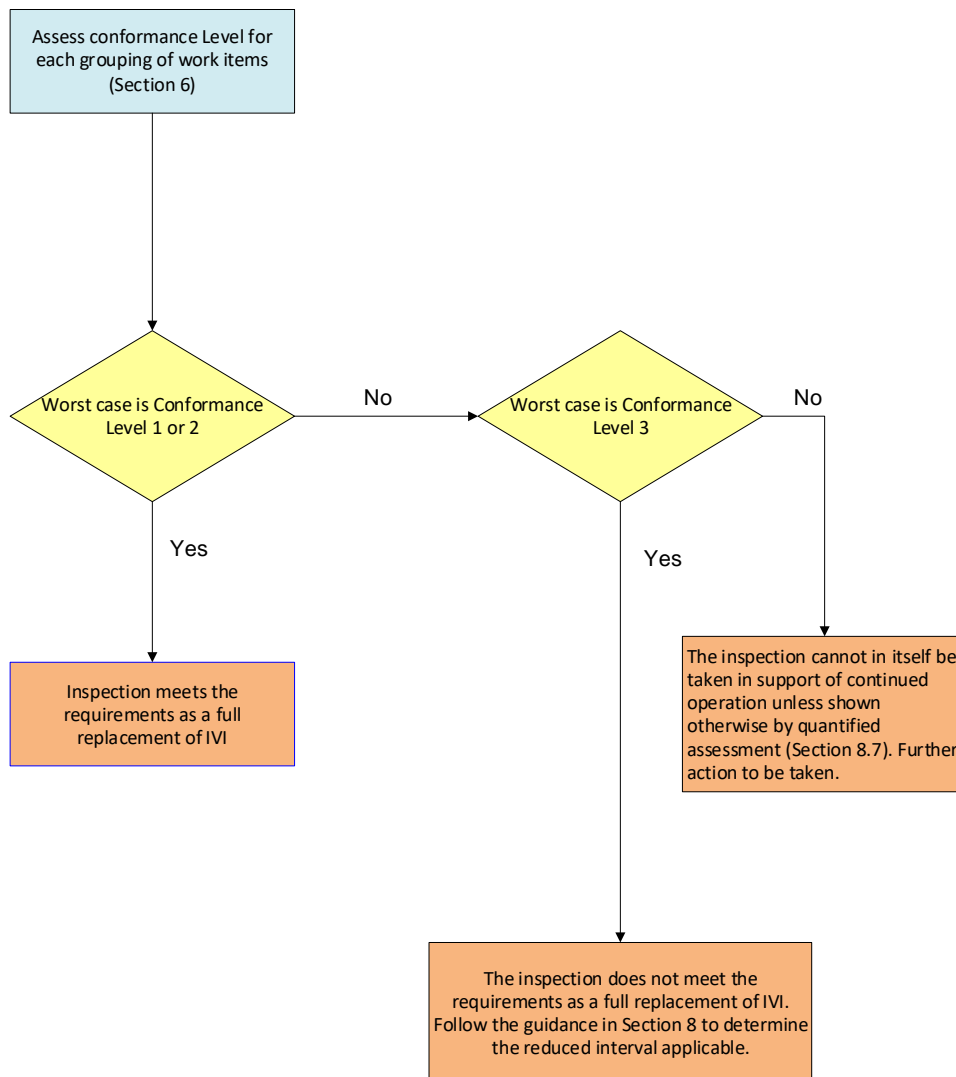 Assess conformance Level for
each grouping of work items
(Section 6)
Worst case is Conformance
Level 1 or 2
No
Worst case is Conformance
Level 3
No
Yes
Yes
Inspection meets the
requirements as a full
replacement of IVI
The inspection cannot in itself be
taken in support of continued
operation unless shown
otherwise by quantified
assessment (Section 8.7). Further
action to be taken.
The inspection does not meet the
requirements as a full replacement of IVI.
Follow the guidance in Section 8 to determine
the reduced interval applicable.